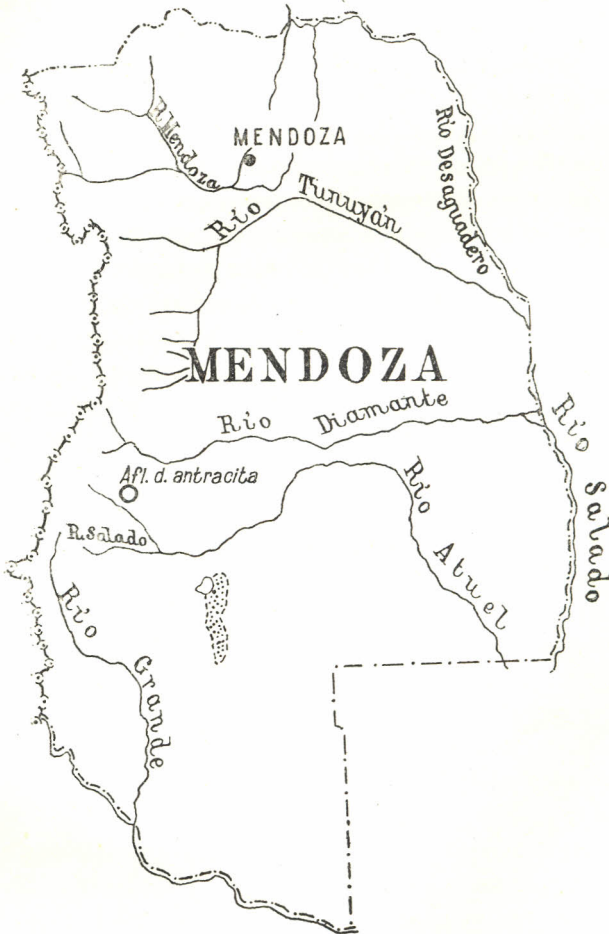 R. Mendoza
MENDOZA
Río Desaguadero
Río Tunuyán
MENDOZA
Río Diamante
Río Salado
Afl. d. antracita
R. Salado
Río Atuel
Río Grande